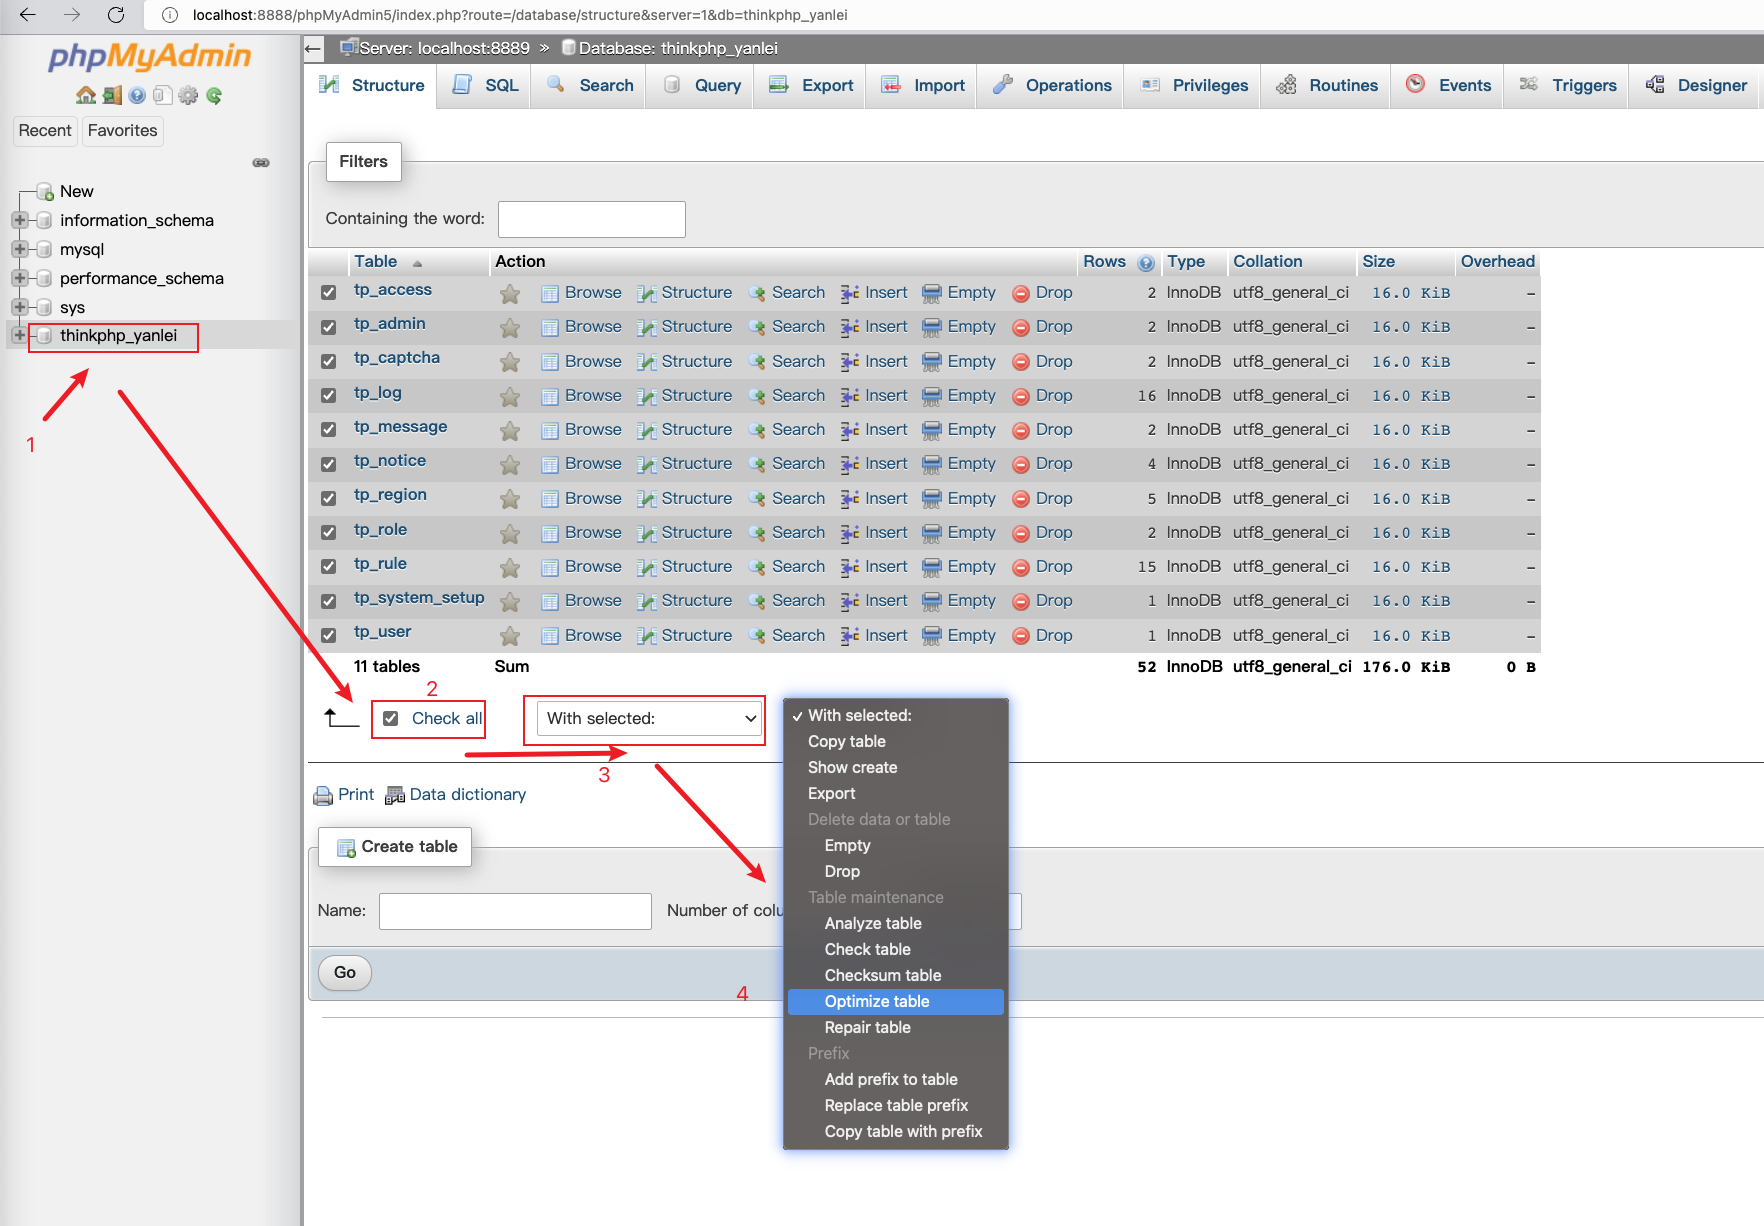 localhost:8888/phpMyAdmin5/index.php?route=/database/structure&server=1&db=thinkphp_yanlei
phpMyAdmin
Recent Favorites
New
information_schema
mysql
performance_schema
sys
thinkphp_yanlei
1
Server: localhost:8889 » Database: thinkphp_yanlei
Structure SQL Search Query Export Import Operations Privileges Routines Events Triggers Designer
Filters
Containing the word:
Table Action Rows Type Collation Size Overhead
tp_access Browse Structure Search Insert Empty Drop 2 InnoDB utf8_general_ci 16.0 KiB –
tp_admin Browse Structure Search Insert Empty Drop 2 InnoDB utf8_general_ci 16.0 KiB –
tp_captcha Browse Structure Search Insert Empty Drop 2 InnoDB utf8_general_ci 16.0 KiB –
tp_log Browse Structure Search Insert Empty Drop 16 InnoDB utf8_general_ci 16.0 KiB –
tp_message Browse Structure Search Insert Empty Drop 2 InnoDB utf8_general_ci 16.0 KiB –
tp_notice Browse Structure Search Insert Empty Drop 4 InnoDB utf8_general_ci 16.0 KiB –
tp_region Browse Structure Search Insert Empty Drop 5 InnoDB utf8_general_ci 16.0 KiB –
tp_role Browse Structure Search Insert Empty Drop 2 InnoDB utf8_general_ci 16.0 KiB –
tp_rule Browse Structure Search Insert Empty Drop 15 InnoDB utf8_general_ci 16.0 KiB –
tp_system_setup Browse Structure Search Insert Empty Drop 1 InnoDB utf8_general_ci 16.0 KiB –
tp_user Browse Structure Search Insert Empty Drop 1 InnoDB utf8_general_ci 16.0 KiB –
11 tables Sum 52 InnoDB utf8_general_ci 176.0 KiB 0 B
2
Check all With selected:
3
Print Data dictionary
Create table
Name: Number of colu
Go
4
✓ With selected:
Copy table
Show create
Export
Delete data or table
Empty
Drop
Table maintenance
Analyze table
Check table
Checksum table
Optimize table
Repair table
Prefix
Add prefix to table
Replace table prefix
Copy table with prefix